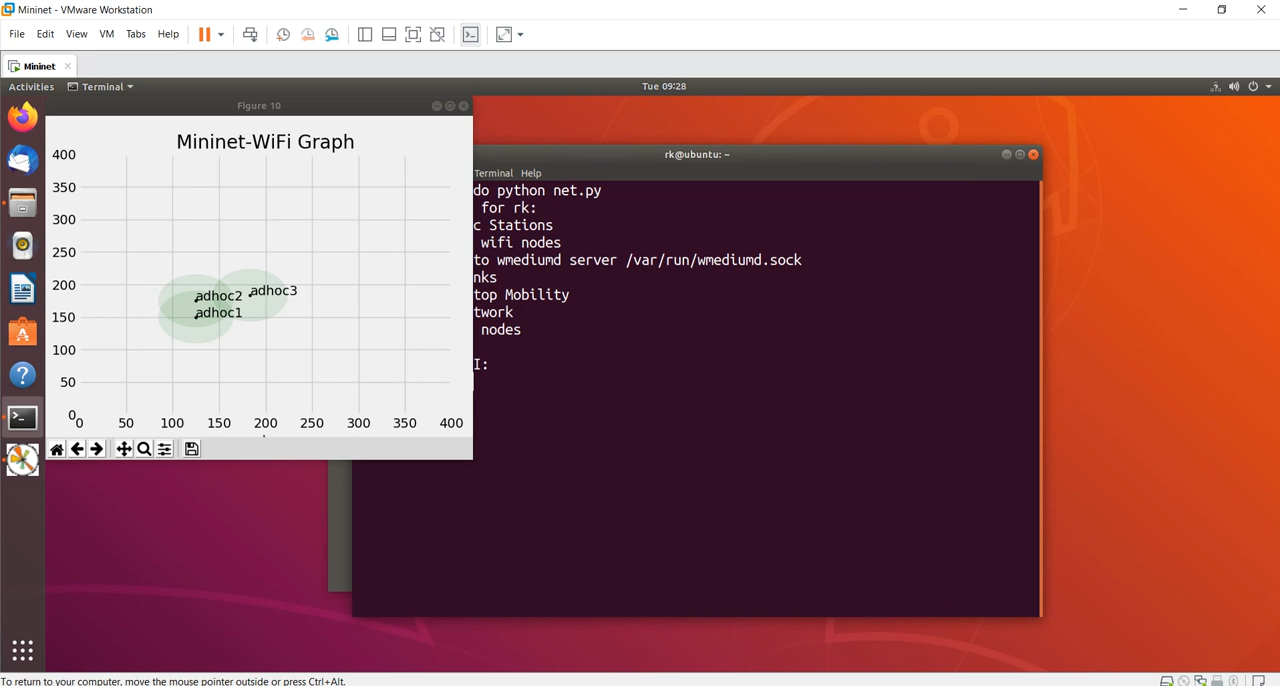 Mininet - VMware Workstation
File Edit View VM Tabs Help
Mininet
Activities Terminal Tue 09:28
Figure 10
Mininet-WiFi Graph
400
350
300
250
200
150
100
50
0
0 50 100 150 200 250 300 350 400
adhoc3
adhoc2
adhoc1
rk@ubuntu: ~
Terminal Help
do python net.py
for rk:
c Stations
wifi nodes
to wmediumd server /var/run/wmediumd.sock
nks
top Mobility
twork
nodes
I:
To return to your computer, move the mouse pointer outside or press Ctrl+Alt.